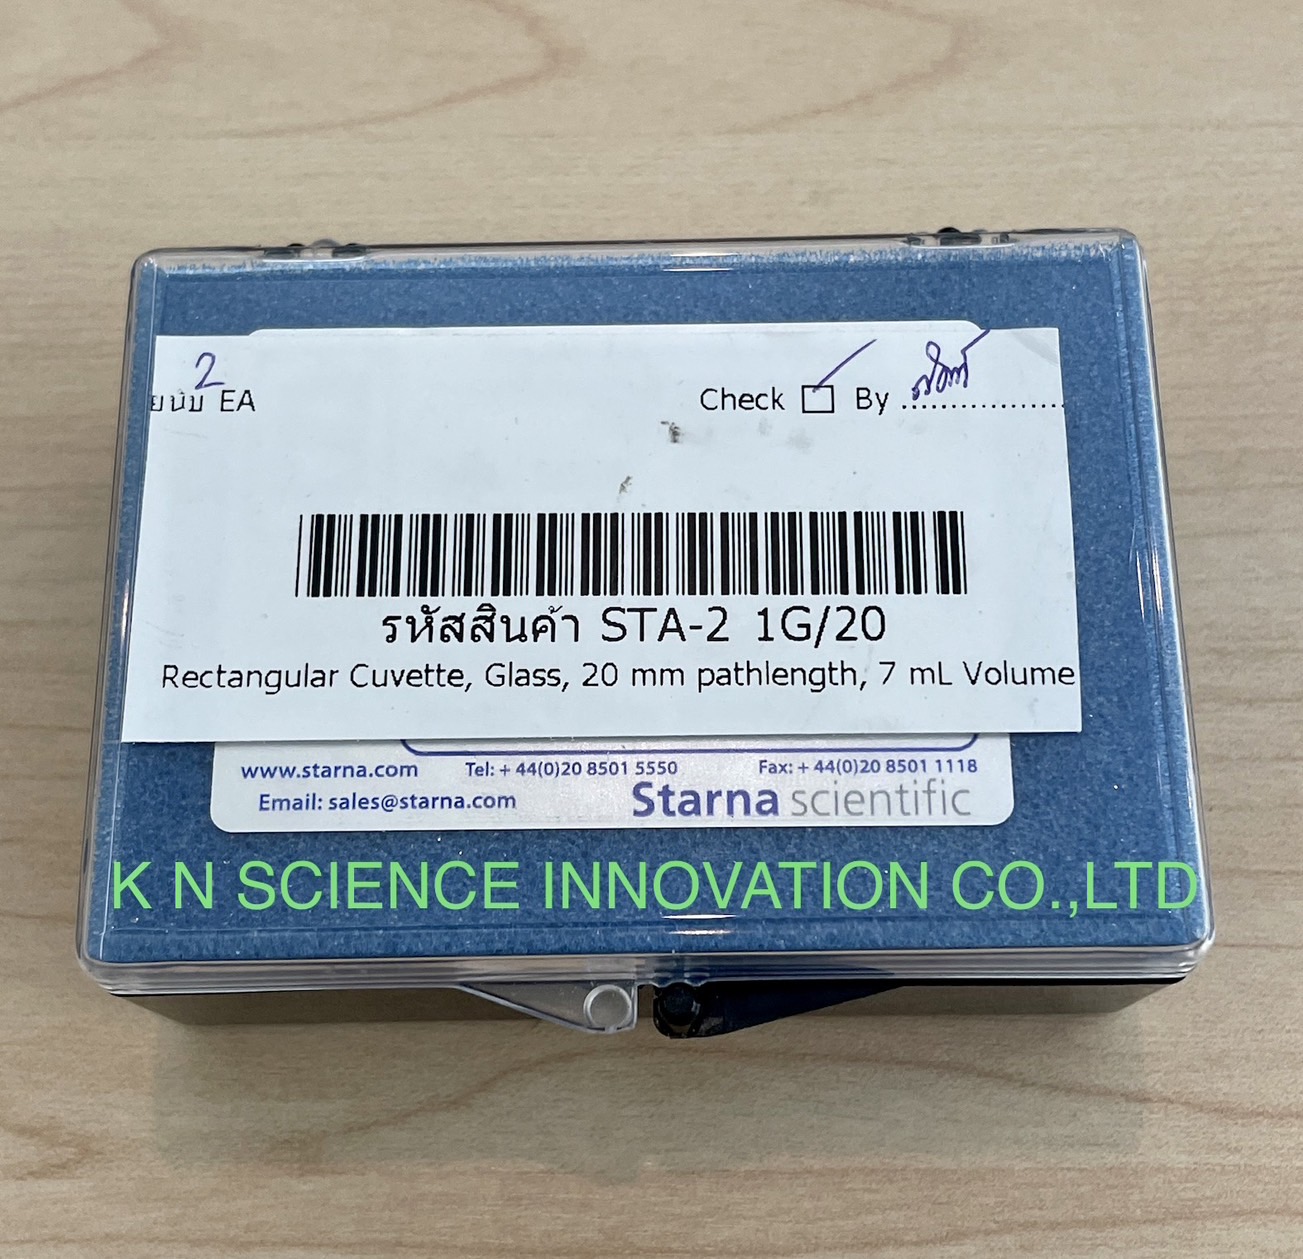 2
ยนับ EA
Check By
รหัสสินค้า STA-2 1G/20
Rectangular Cuvette, Glass, 20 mm pathlength, 7 mL Volume
www.starna.com Tel: + 44(0)20 8501 5550 Fax: + 44(0)20 8501 1118
Email: sales@starna.com Starna scientific
K N SCIENCE INNOVATION CO.,LTD